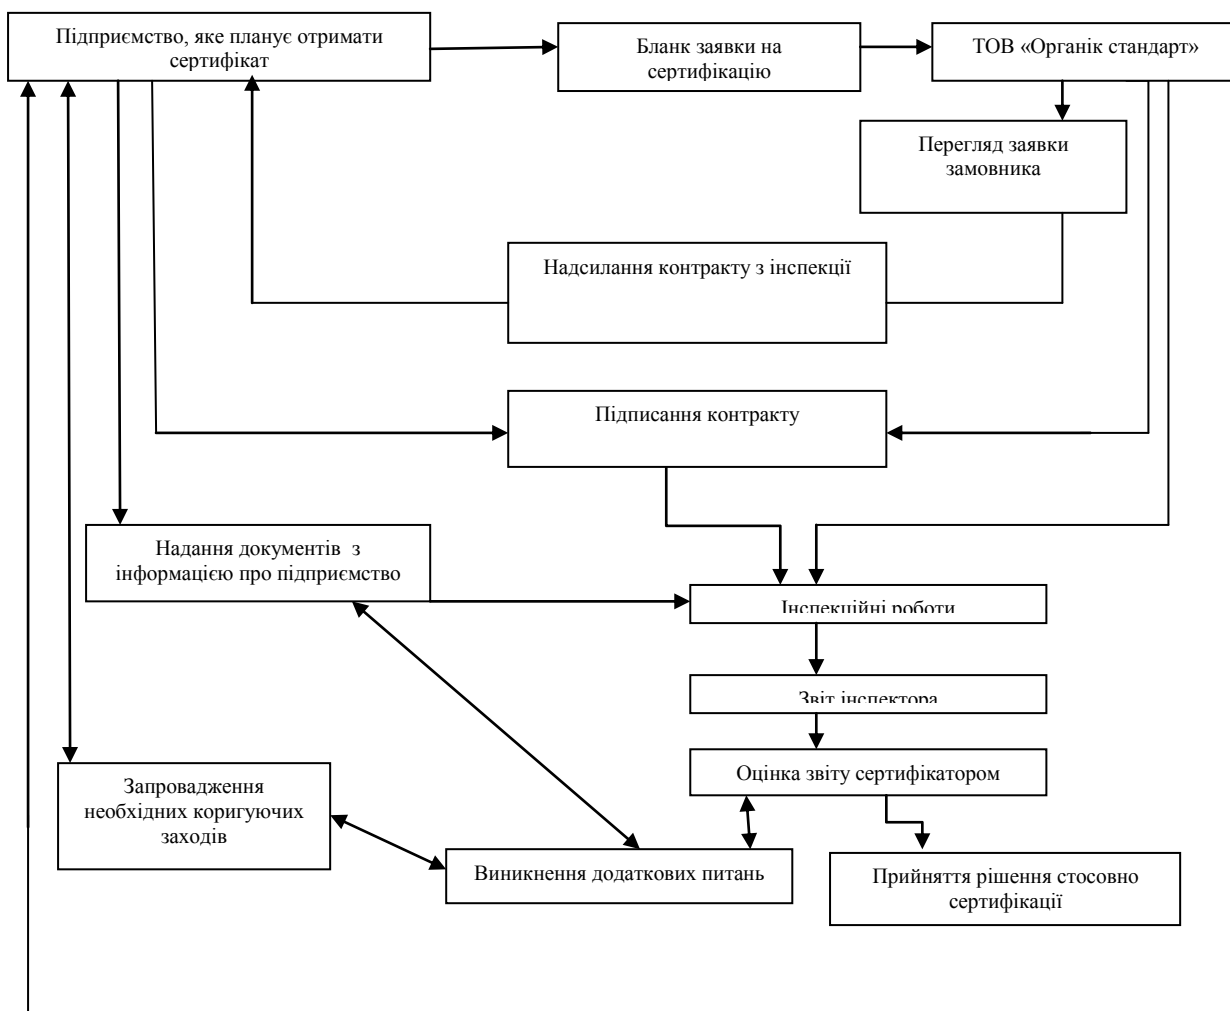 Підприємство, яке планує отримати
сертифікат
Бланк заявки на
сертифікацію
ТОВ «Органік стандарт»
Перегляд заявки
замовника
Надсилання контракту з інспекції
Підписання контракту
Надання документів з
інформацією про підприємство
Інспекційні роботи
Звіт інспектора
Оцінка звіту сертифікатором
Запровадження
необхідних коригуючих
заходів
Виникнення додаткових питань
Прийняття рішення стосовно
сертифікації